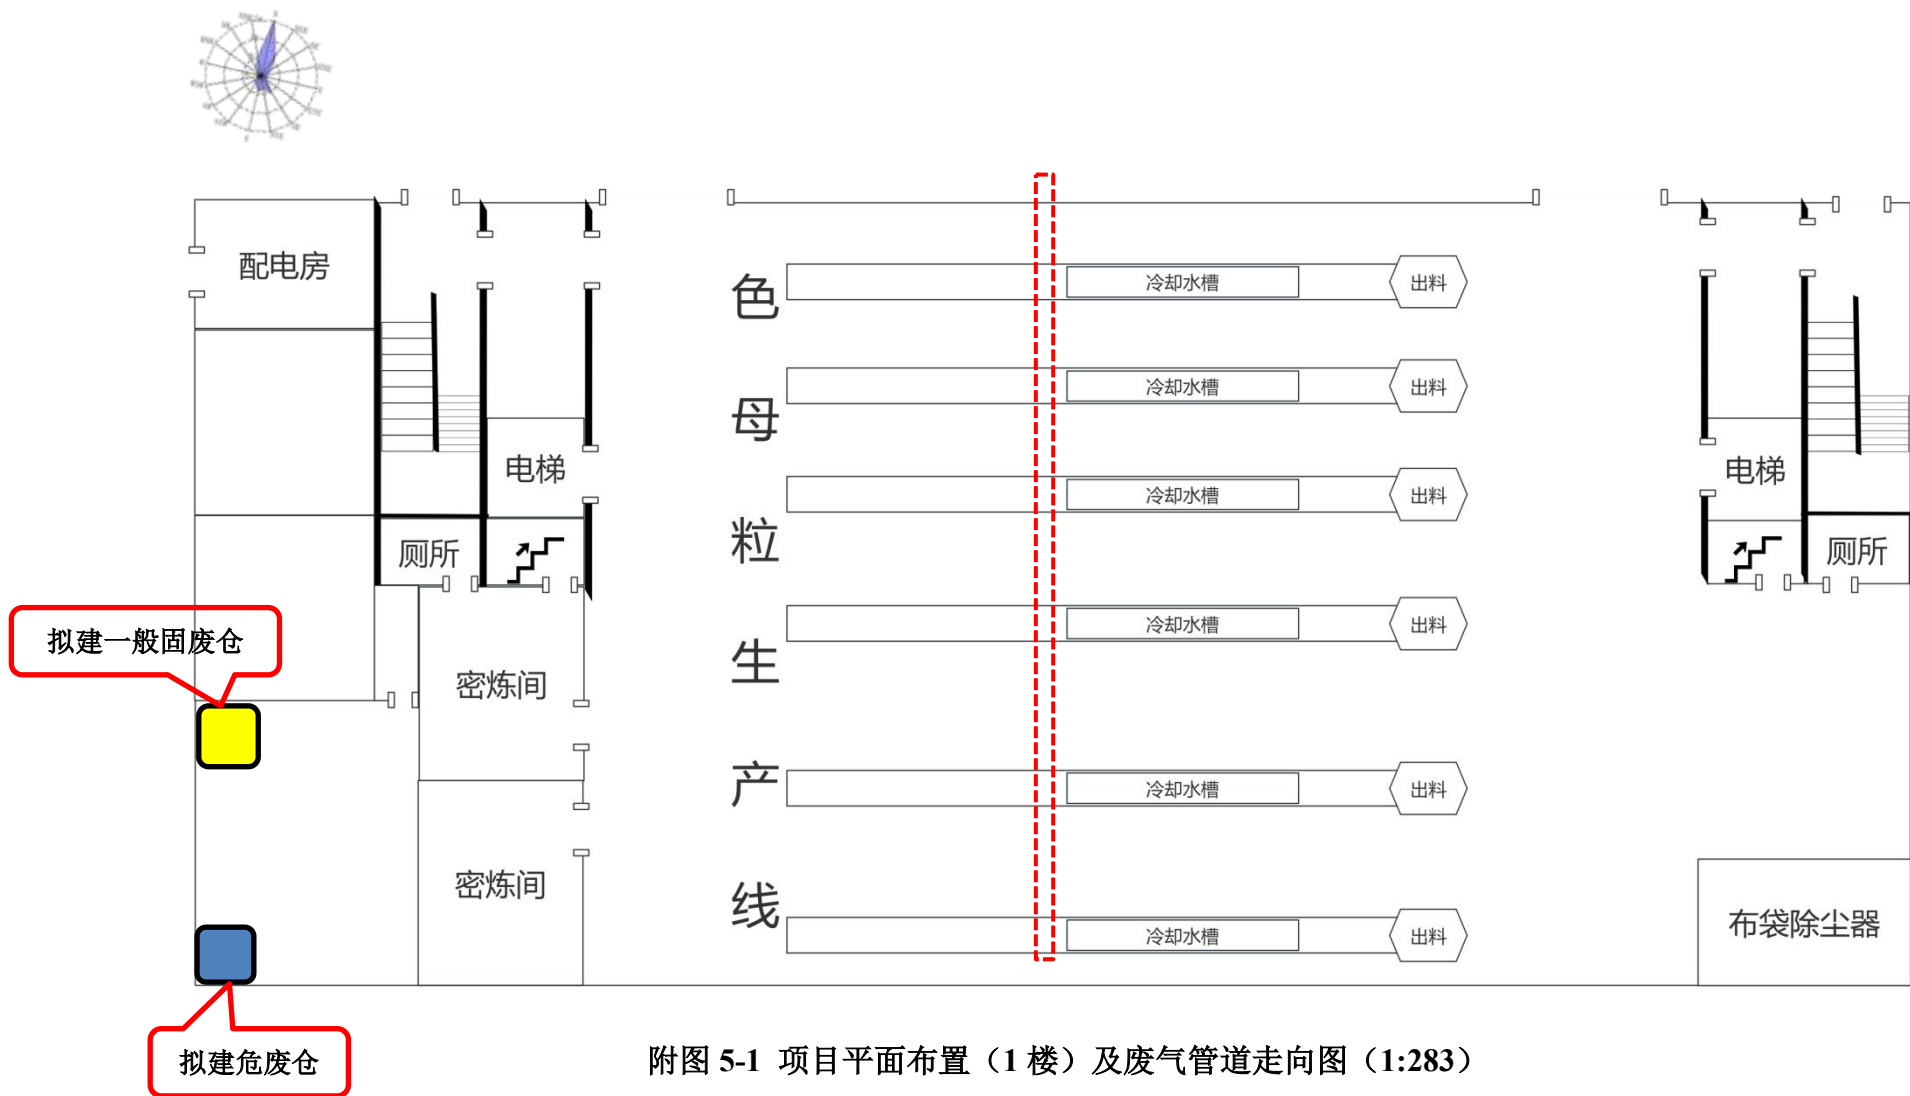 配电房
色
冷却水槽
出料
母
冷却水槽
出料
电梯
电梯
粒
冷却水槽
出料
厕所
厕所
拟建一般固废仓
生
冷却水槽
出料
密炼间
产
冷却水槽
出料
密炼间
线
冷却水槽
出料
布袋除尘器
拟建危废仓
附图 5-1 项目平面布置（1 楼）及废气管道走向图（1:283）